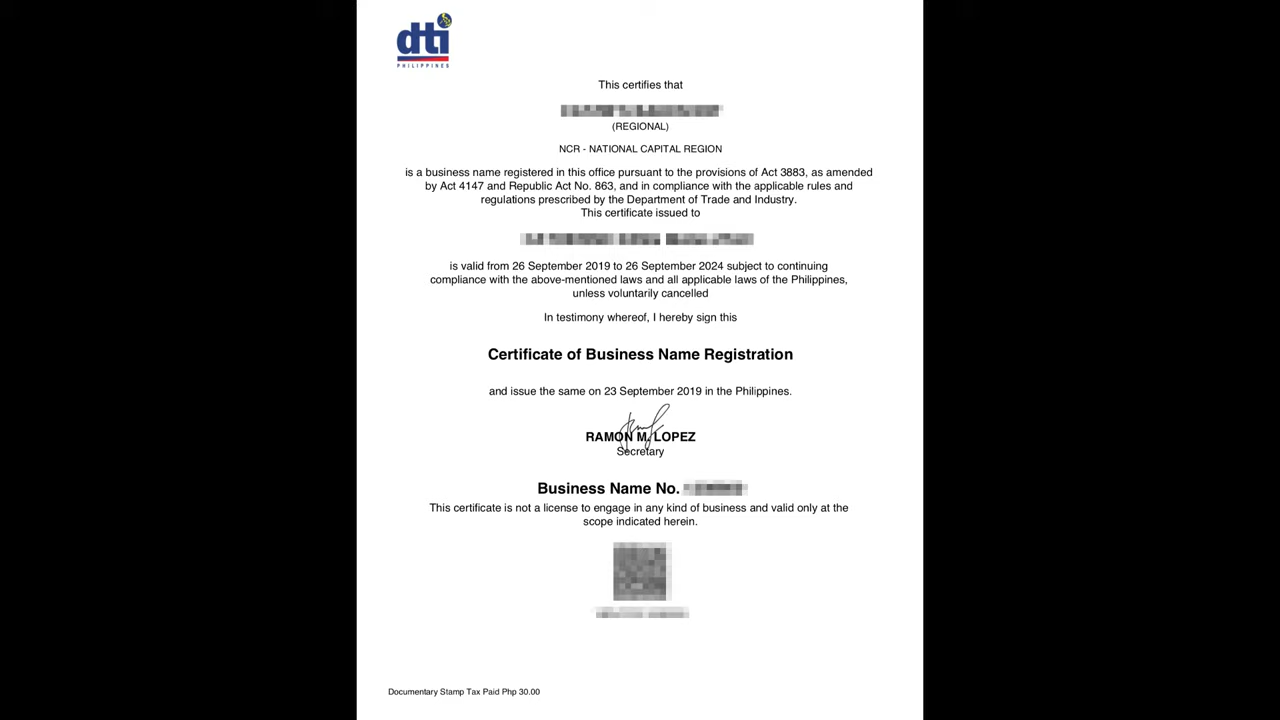 dti
PHILIPPINES
This certifies that
(REGIONAL)
NCR - NATIONAL CAPITAL REGION
is a business name registered in this office pursuant to the provisions of Act 3883, as amended
by Act 4147 and Republic Act No. 863, and in compliance with the applicable rules and
regulations prescribed by the Department of Trade and Industry.
This certificate issued to
is valid from 26 September 2019 to 26 September 2024 subject to continuing
compliance with the above-mentioned laws and all applicable laws of the Philippines,
unless voluntarily cancelled
In testimony whereof, I hereby sign this
Certificate of Business Name Registration
and issue the same on 23 September 2019 in the Philippines.
RAMON M. LOPEZ
Secretary
Business Name No.
This certificate is not a license to engage in any kind of business and valid only at the
scope indicated herein.
Documentary Stamp Tax Paid Php 30.00